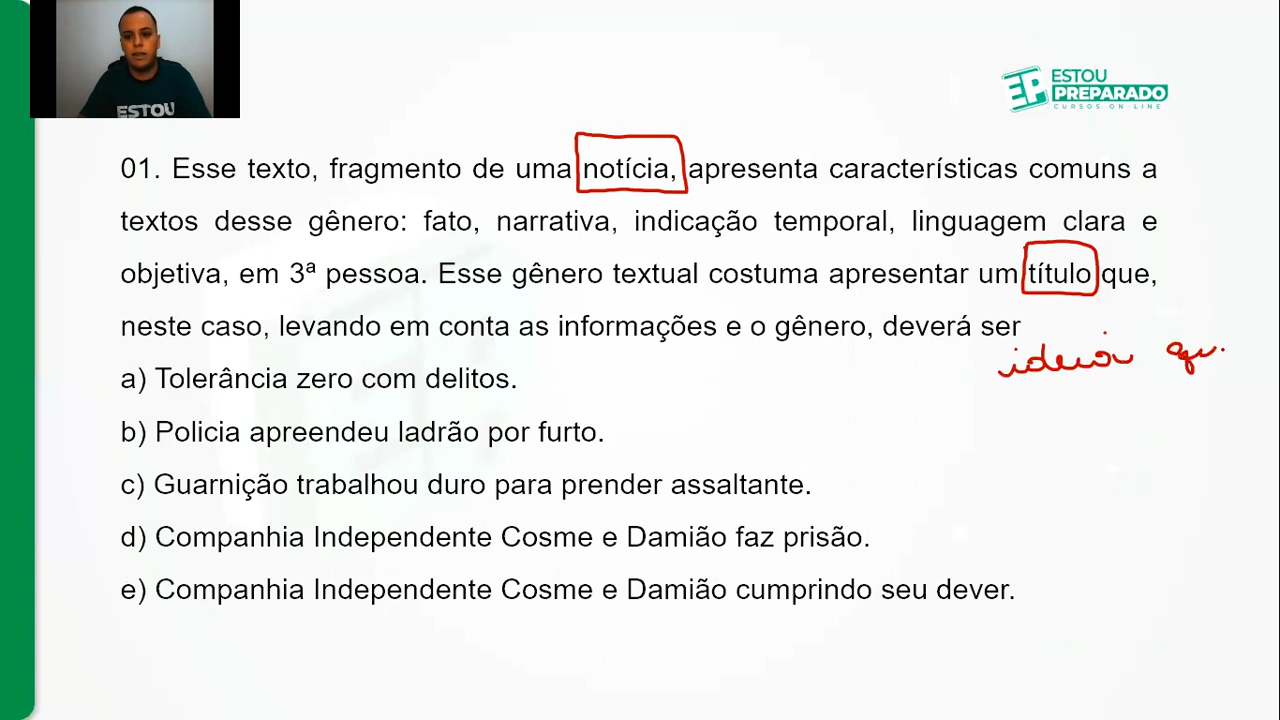 ESTOU
EP ESTOU
PREPARADO
CURSOS ON-LINE
01. Esse texto, fragmento de uma notícia, apresenta características comuns a
textos desse gênero: fato, narrativa, indicação temporal, linguagem clara e
objetiva, em 3ª pessoa. Esse gênero textual costuma apresentar um título que,
neste caso, levando em conta as informações e o gênero, deverá ser
ideia
a) Tolerância zero com delitos.
b) Policia apreendeu ladrão por furto.
c) Guarnição trabalhou duro para prender assaltante.
d) Companhia Independente Cosme e Damião faz prisão.
e) Companhia Independente Cosme e Damião cumprindo seu dever.